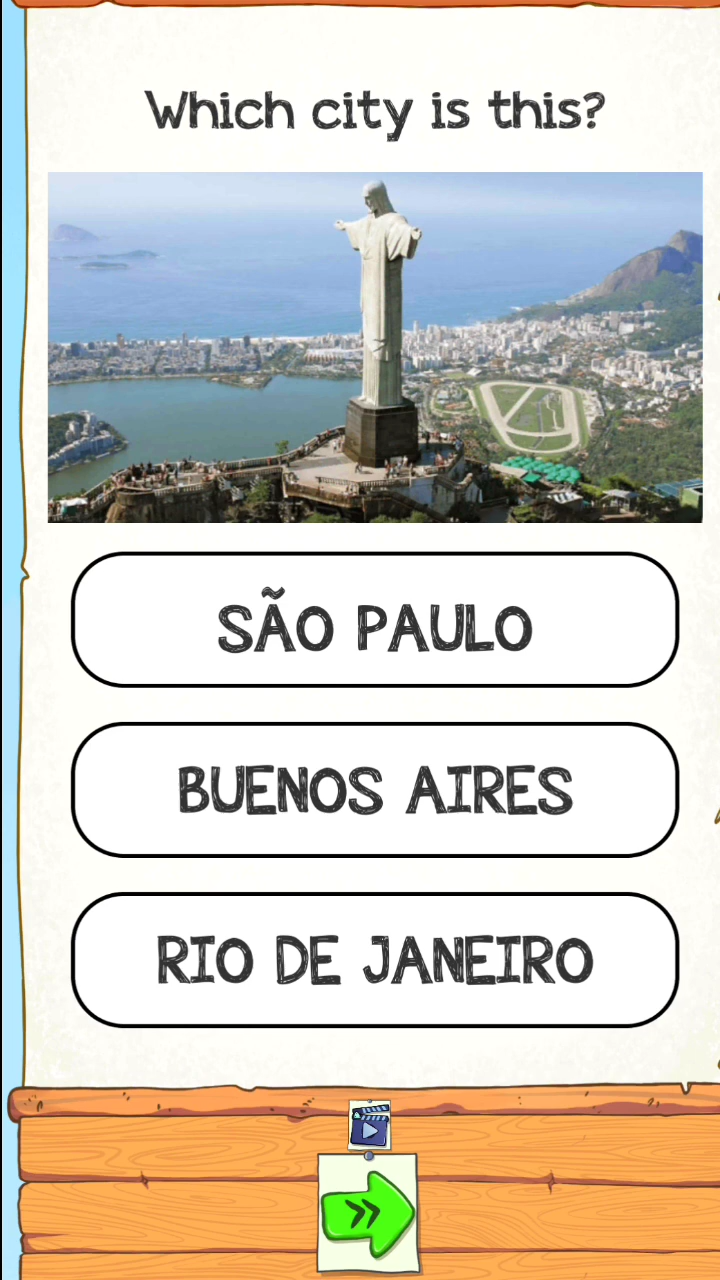 Which city is this?
SÃO PAULO
BUENOS AIRES
RIO DE JANEIRO